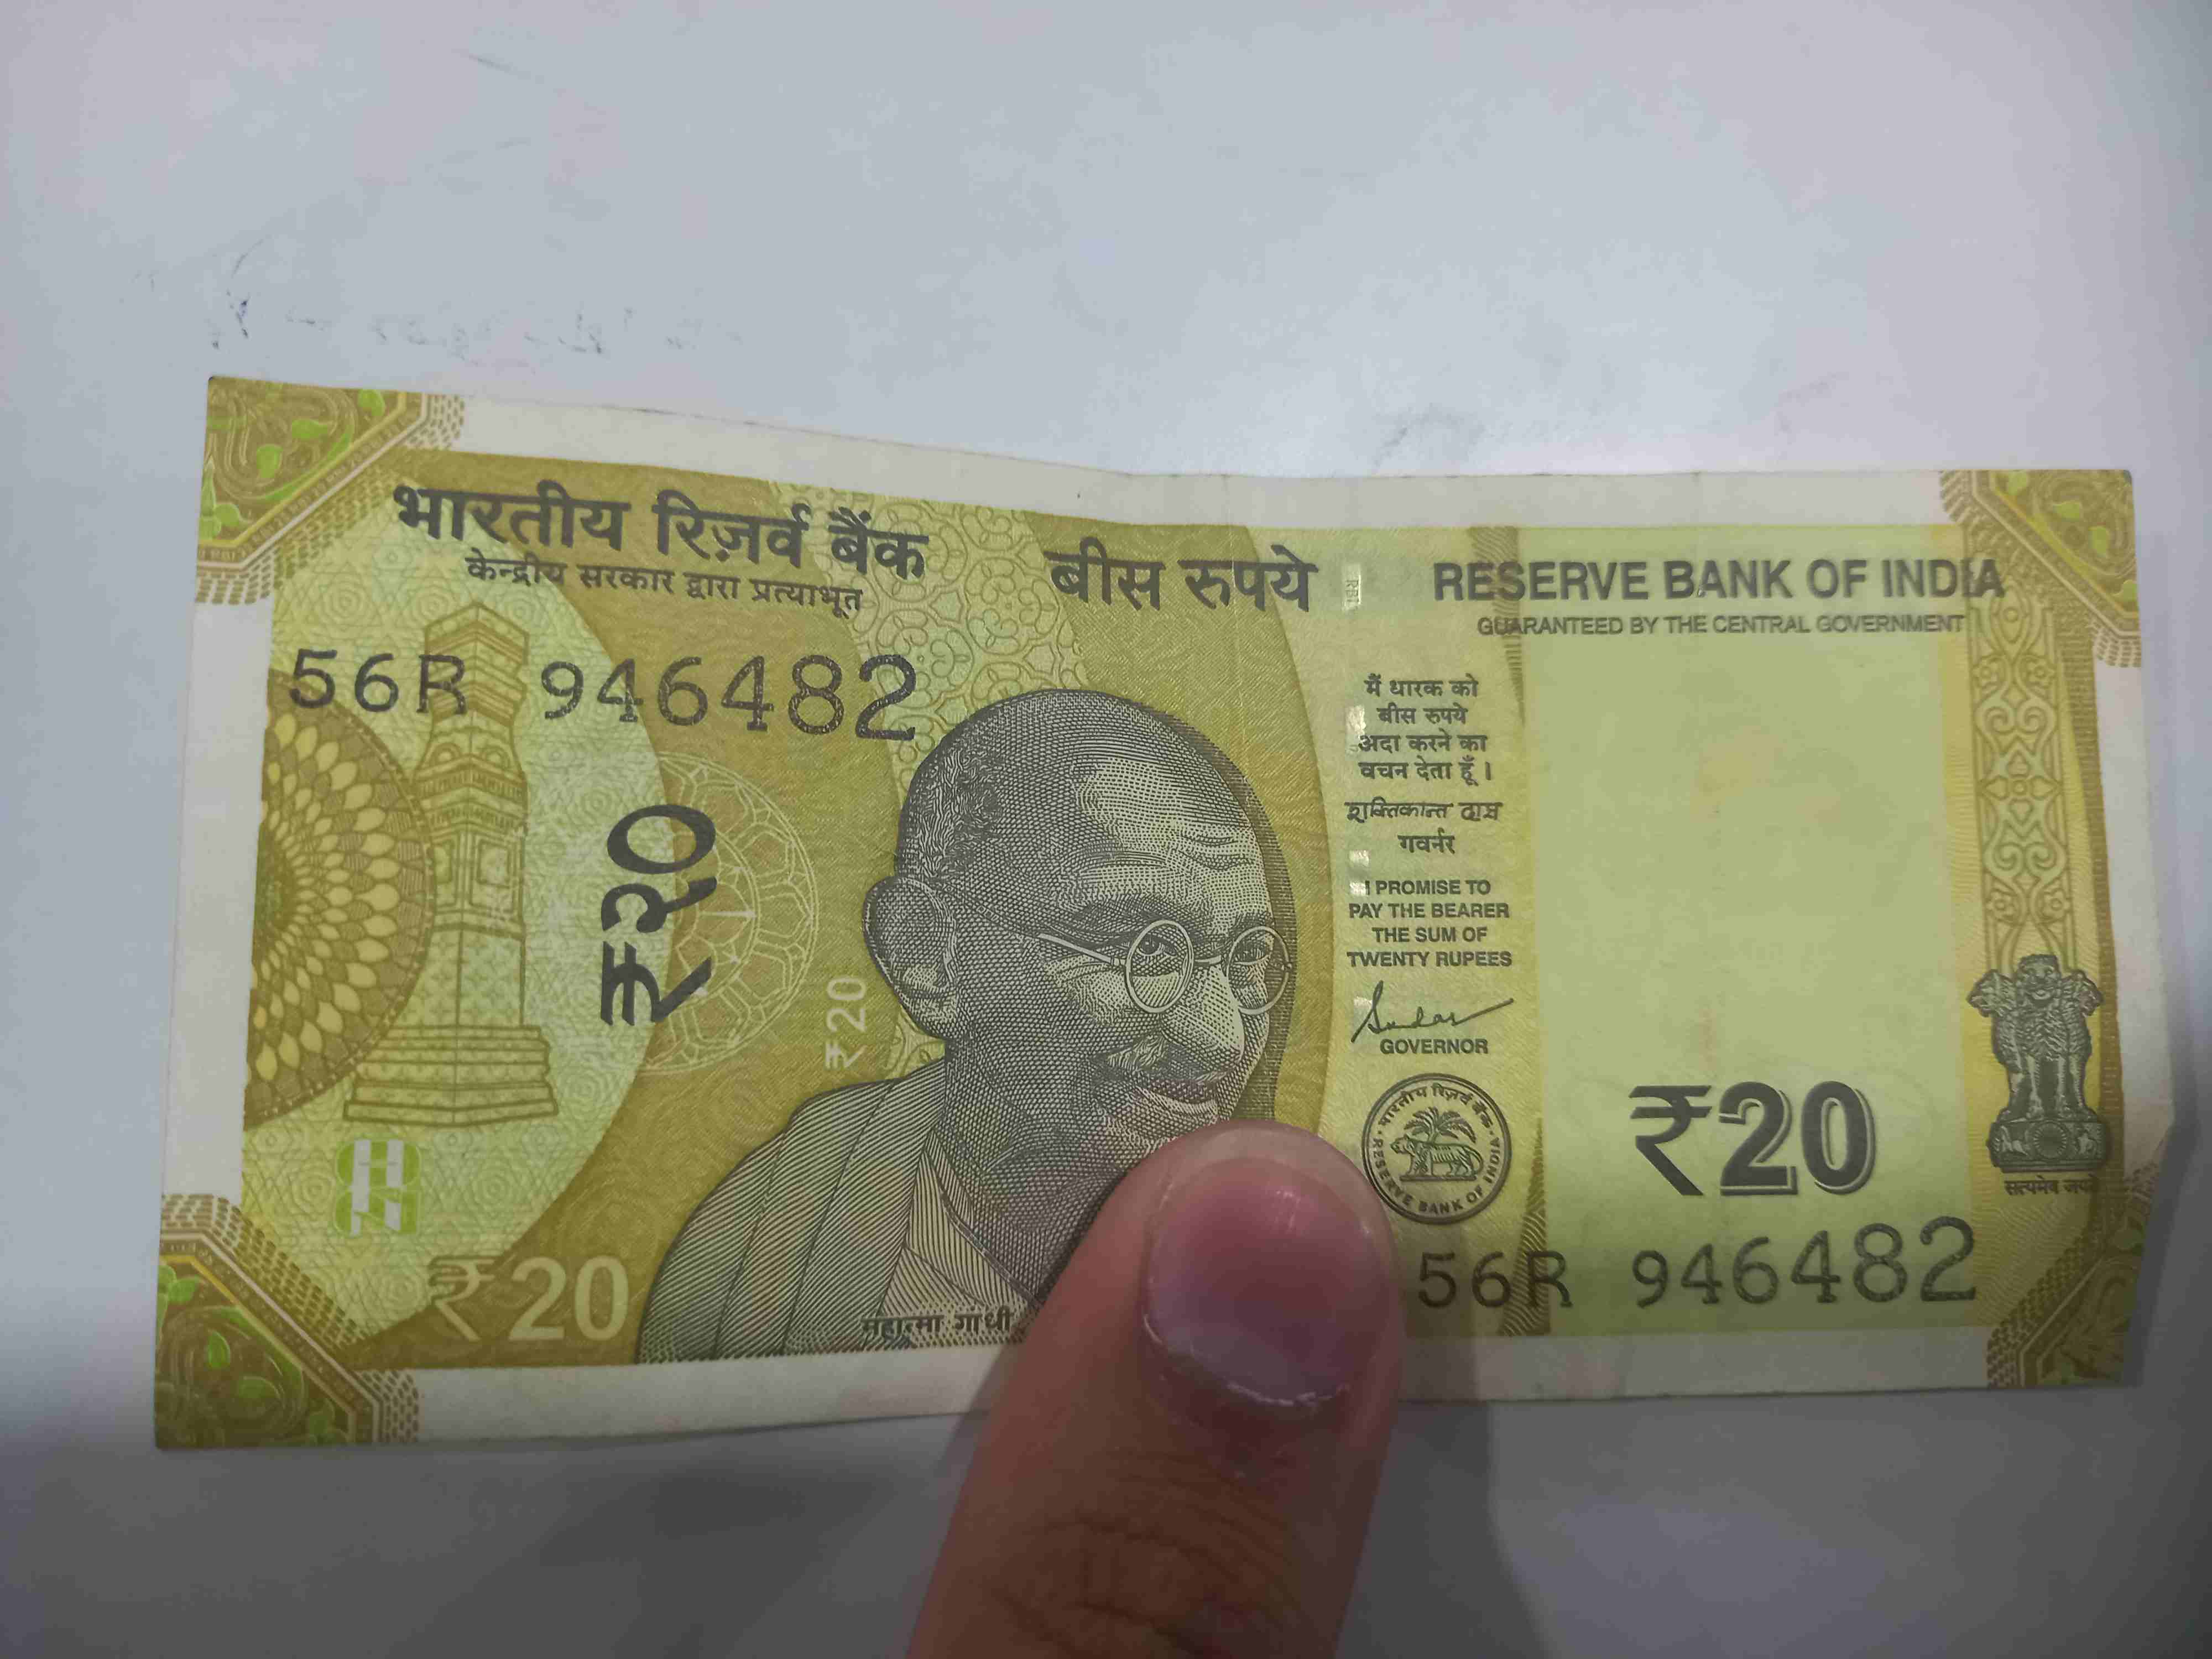 भारतीय रिज़र्व बैंक
केन्द्रीय सरकार द्वारा प्रत्याभूत
बीस रुपये
RBI
RESERVE BANK OF INDIA
GUARANTEED BY THE CENTRAL GOVERNMENT
56R 946482
₹२०
₹20
मैं धारक को
बीस रुपये
अदा करने का
वचन देता हूँ।
शक्तिकान्त दास
गवर्नर
I PROMISE TO
PAY THE BEARER
THE SUM OF
TWENTY RUPEES
GOVERNOR
भारतीय रिज़र्व बैंक
RESERVE BANK OF INDIA
₹20
सत्यमेव
₹20
महात्मा गांधी
56R 946482